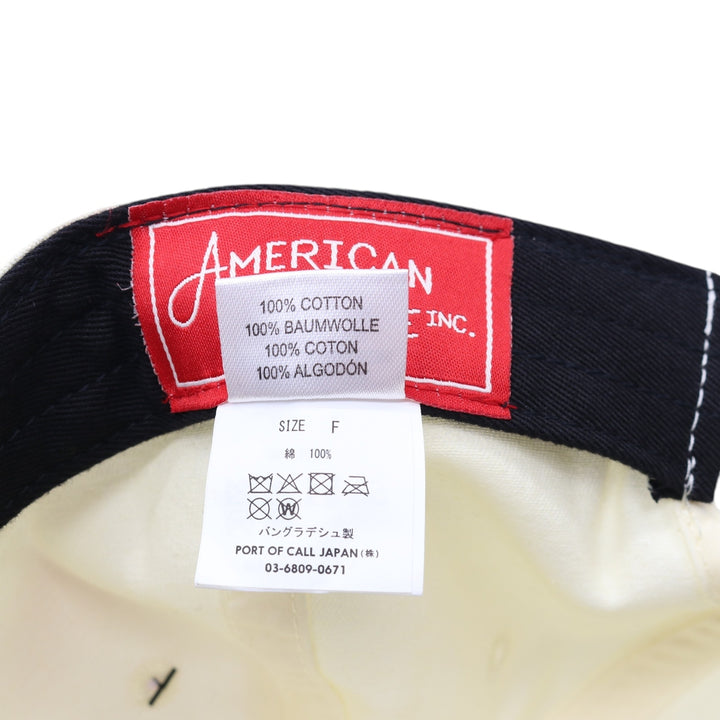 AMERICAN
INC.
100% COTTON
100% BAUMWOLLE
100% COTON
100% ALGODÓN
SIZE F
綿 100%
W
バングラデシュ製
PORT OF CALL JAPAN (株)
03-6809-0671